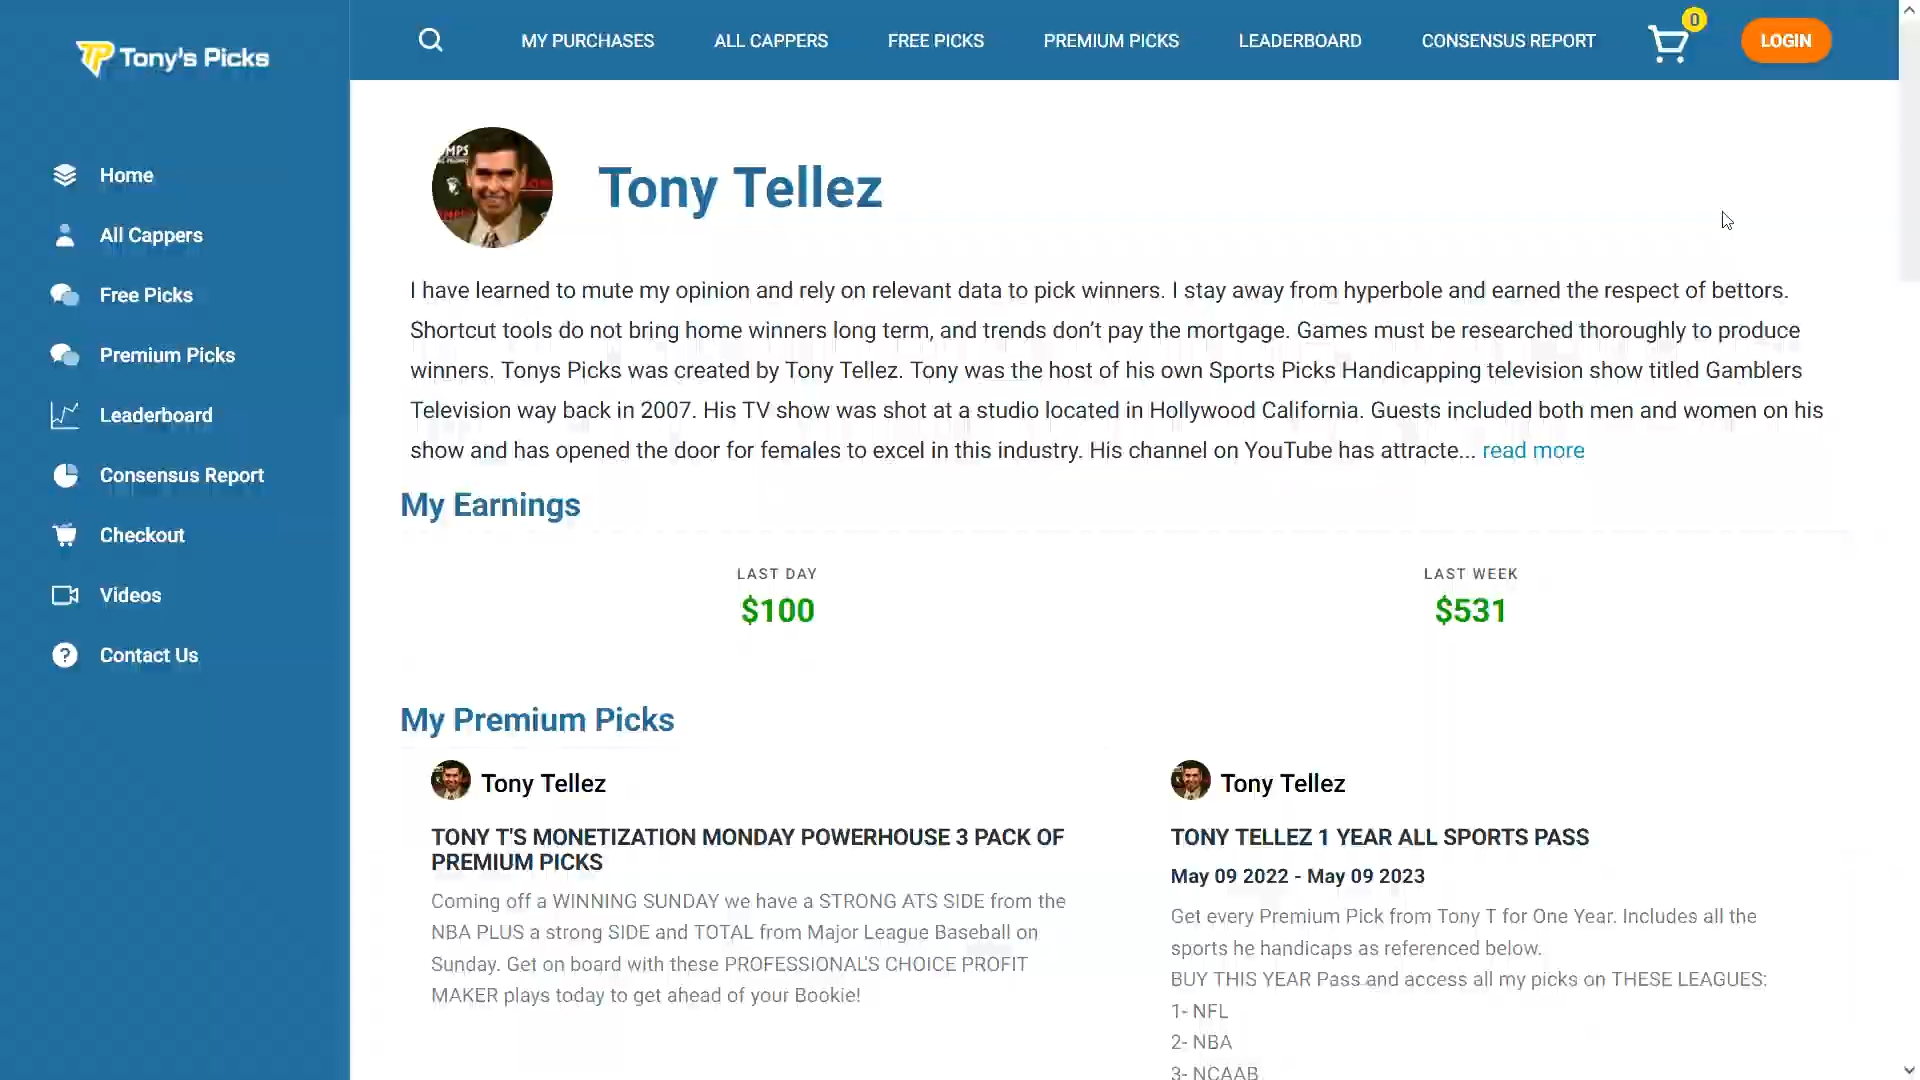 Tony's Picks
MY PURCHASES
ALL CAPPERS
FREE PICKS
PREMIUM PICKS
LEADERBOARD
CONSENSUS REPORT
0
LOGIN
Home
All Cappers
Free Picks
Premium Picks
Leaderboard
Consensus Report
Checkout
Videos
Contact Us
Tony Tellez
I have learned to mute my opinion and rely on relevant data to pick winners. I stay away from hyperbole and earned the respect of bettors.
Shortcut tools do not bring home winners long term, and trends don’t pay the mortgage. Games must be researched thoroughly to produce
winners. Tonys Picks was created by Tony Tellez. Tony was the host of his own Sports Picks Handicapping television show titled Gamblers
Television way back in 2007. His TV show was shot at a studio located in Hollywood California. Guests included both men and women on his
show and has opened the door for females to excel in this industry. His channel on YouTube has attracte... read more
My Earnings
LAST DAY
$100
LAST WEEK
$531
My Premium Picks
Tony Tellez
TONY T'S MONETIZATION MONDAY POWERHOUSE 3 PACK OF
PREMIUM PICKS
Coming off a WINNING SUNDAY we have a STRONG ATS SIDE from the
NBA PLUS a strong SIDE and TOTAL from Major League Baseball on
Sunday. Get on board with these PROFESSIONAL'S CHOICE PROFIT
MAKER plays today to get ahead of your Bookie!
Tony Tellez
TONY TELLEZ 1 YEAR ALL SPORTS PASS
May 09 2022 - May 09 2023
Get every Premium Pick from Tony T for One Year. Includes all the
sports he handicaps as referenced below.
BUY THIS YEAR Pass and access all my picks on THESE LEAGUES:
1- NFL
2- NBA
3- NCAAB